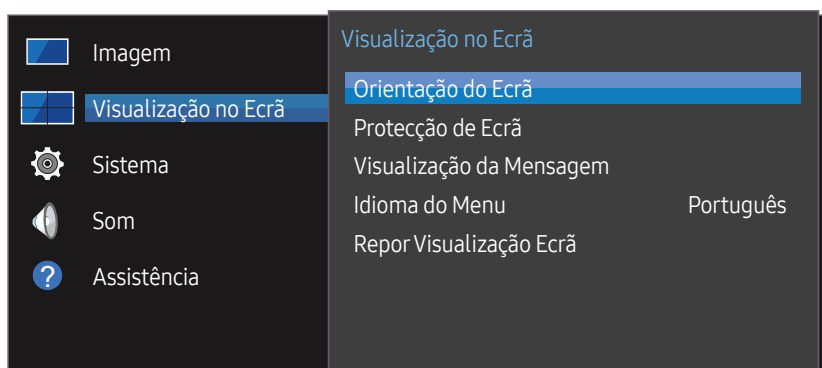 Imagem
Visualização no Ecrã
Sistema
Som
?
Assistência
Visualização no Ecrã
Orientação do Ecrã
Protecção de Ecrã
Visualização da Mensagem
Idioma do Menu Português
Repor Visualização Ecrã